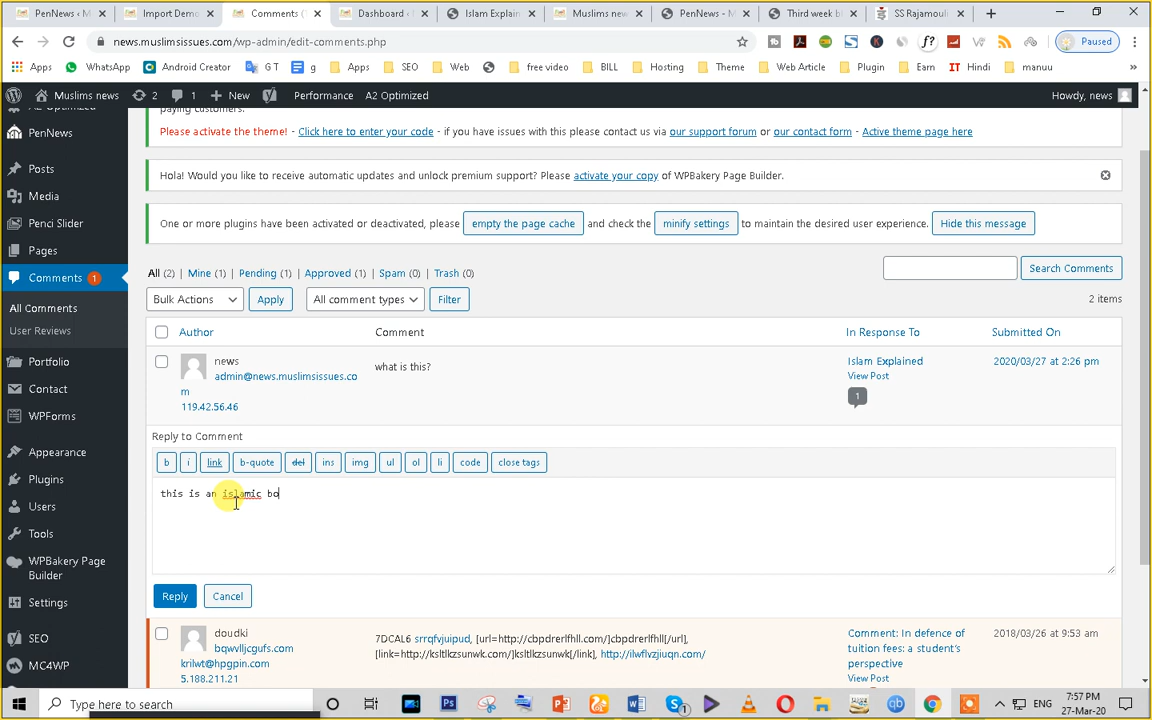 PenNews ‹ M
Import Demo
Comments (
Dashboard ‹
Islam Explain
Muslims new
PenNews - M
Third week b
SS Rajamouli
news.muslimsissues.com/wp-admin/edit-comments.php
Paused
Apps
WhatsApp
Android Creator
G T
g
Apps
SEO
Web
free video
BILL
Hosting
Theme
Web Article
Plugin
Earn
IT Hindi
manuu
Muslims news
2
1
New
Performance
A2 Optimized
Howdy, news
A2 Optimized
PenNews
Posts
Media
Penci Slider
Pages
Comments 1
All Comments
User Reviews
Portfolio
Contact
WPForms
Appearance
Plugins
Users
Tools
WPBakery Page
Builder
Settings
SEO
MC4WP
paying customers.
Please activate the theme! - Click here to enter your code - if you have issues with this please contact us via our support forum or our contact form - Active theme page here
Hola! Would you like to receive automatic updates and unlock premium support? Please activate your copy of WPBakery Page Builder.
One or more plugins have been activated or deactivated, please empty the page cache and check the minify settings to maintain the desired user experience. Hide this message
All (2) | Mine (1) | Pending (1) | Approved (1) | Spam (0) | Trash (0)
Search Comments
Bulk Actions
Apply
All comment types
Filter
2 items
Author
Comment
In Response To
Submitted On
news
admin@news.muslimsissues.co
m
119.42.56.46
what is this?
Islam Explained
View Post
1
2020/03/27 at 2:26 pm
Reply to Comment
b
i
link
b-quote
del
ins
img
ul
ol
li
code
close tags
this is an islamic bo
Reply
Cancel
doudki
bqwvlljcgufs.com
krilwt@hpgpin.com
5.188.211.21
7DCAL6 srrqfvjuipud, [url=http://cbpdrerlfhll.com/]cbpdrerlfhll[/url],
[link=http://ksltlkzsunwk.com/]ksltlkzsunwk[/link], http://ilwflvzjiuqn.com/
Comment: In defence of
tuition fees: a student's
perspective
View Post
2018/03/26 at 9:53 am
Type here to search
1
ENG
7:57 PM
27-Mar-20